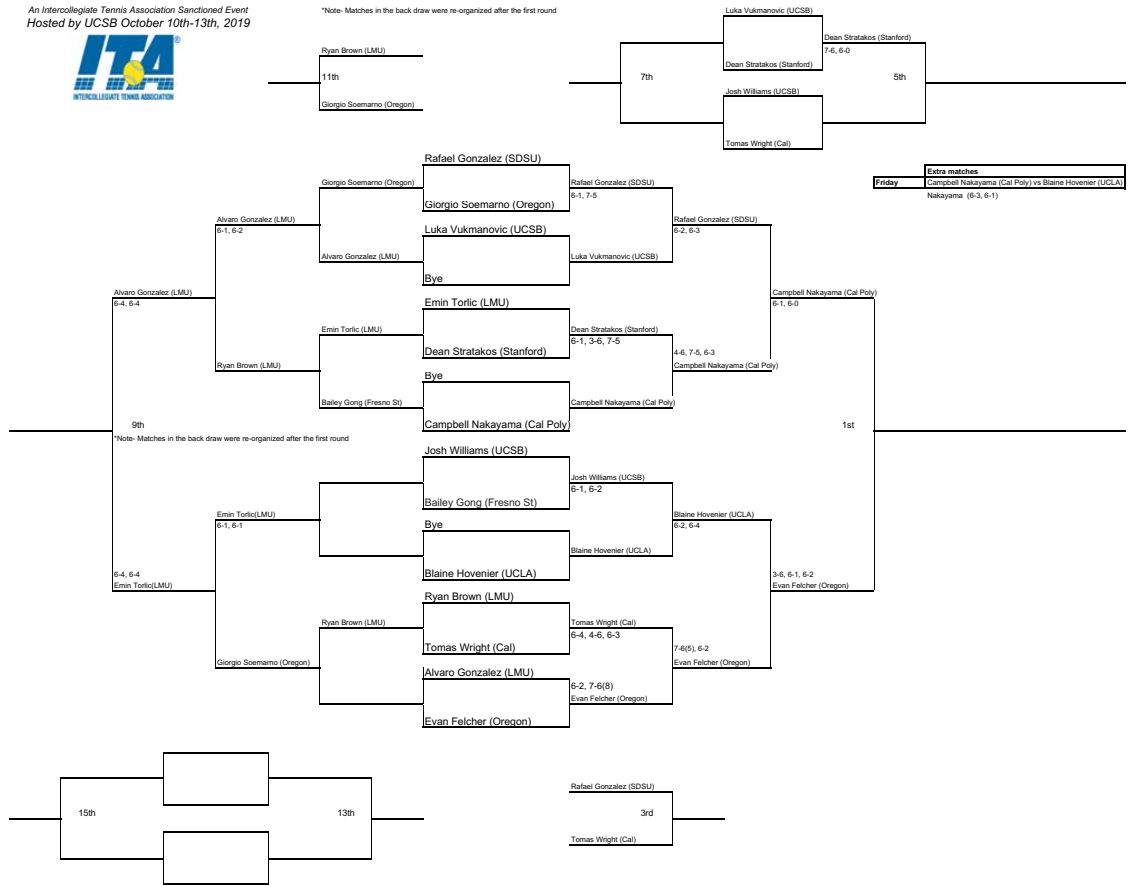 An Intercollegiate Tennis Association Sanctioned Event
Hosted by UCSB October 10th-13th, 2019
ITA®
INTERCOLLEGIATE TENNIS ASSOCIATION
*Note- Matches in the back draw were re-organized after the first round
Ryan Brown (LMU)
11th
Giorgio Soemarno (Oregon)
Luka Vukmanovic (UCSB)
Dean Stratakos (Stanford)
7-6, 6-0
Dean Stratakos (Stanford)
7th
5th
Josh Williams (UCSB)
Tomas Wright (Cal)
Extra matches
Friday
Campbell Nakayama (Cal Poly) vs Blaine Hovenier (UCLA)
Nakayama (6-3, 6-1)
Rafael Gonzalez (SDSU)
Giorgio Soemarno (Oregon)
Rafael Gonzalez (SDSU)
6-1, 7-5
Giorgio Soemarno (Oregon)
Alvaro Gonzalez (LMU)
6-1, 6-2
Rafael Gonzalez (SDSU)
6-2, 6-3
Luka Vukmanovic (UCSB)
Alvaro Gonzalez (LMU)
Luka Vukmanovic (UCSB)
Bye
Alvaro Gonzalez (LMU)
6-4, 6-4
Campbell Nakayama (Cal Poly)
6-1, 6-0
Emin Torlic (LMU)
Emin Torlic (LMU)
Dean Stratakos (Stanford)
6-1, 3-6, 7-5
Dean Stratakos (Stanford)
4-6, 7-5, 6-3
Ryan Brown (LMU)
Campbell Nakayama (Cal Poly)
Bye
Bailey Gong (Fresno St)
Campbell Nakayama (Cal Poly)
Campbell Nakayama (Cal Poly)
9th
1st
*Note- Matches in the back draw were re-organized after the first round
Josh Williams (UCSB)
Josh Williams (UCSB)
6-1, 6-2
Bailey Gong (Fresno St)
Emin Torlic(LMU)
6-1, 6-1
Blaine Hovenier (UCLA)
6-2, 6-4
Bye
Blaine Hovenier (UCLA)
Blaine Hovenier (UCLA)
6-4, 6-4
Emin Torlic(LMU)
3-6, 6-1, 6-2
Evan Felcher (Oregon)
Ryan Brown (LMU)
Ryan Brown (LMU)
Tomas Wright (Cal)
6-4, 4-6, 6-3
Tomas Wright (Cal)
7-6(5), 6-2
Giorgio Soemarno (Oregon)
Evan Felcher (Oregon)
Alvaro Gonzalez (LMU)
6-2, 7-6(8)
Evan Felcher (Oregon)
Evan Felcher (Oregon)
15th
13th
Rafael Gonzalez (SDSU)
3rd
Tomas Wright (Cal)